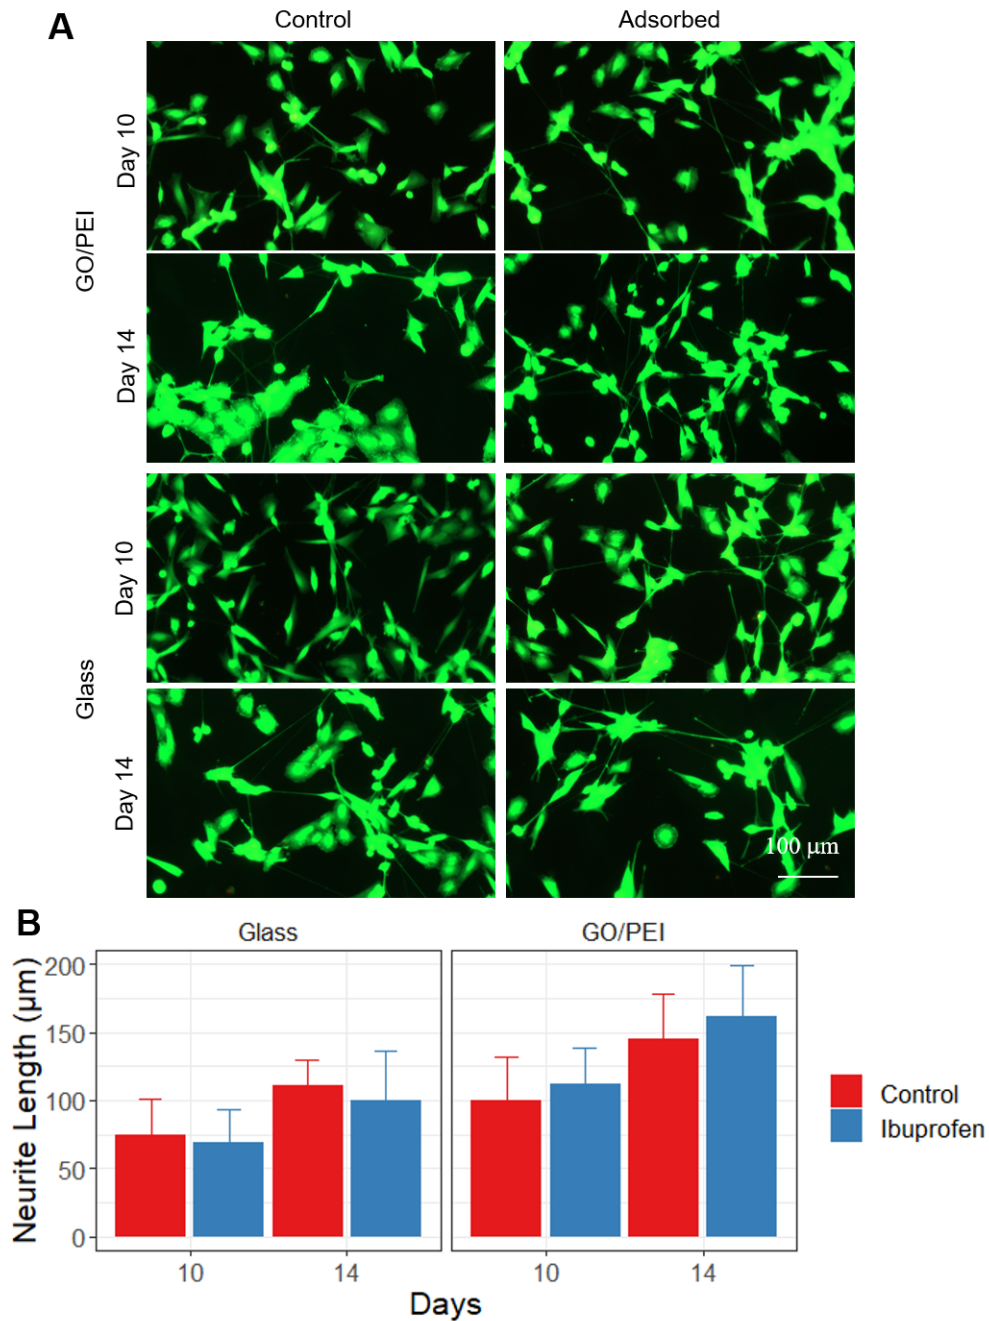 A
Control
Adsorbed
GO/PEI
Day 10
Day 14
Glass
Day 10
Day 14
100 μm
B
Glass
GO/PEI
Neurite Length (μm)
200
150
100
50
0
10
14
10
14
Days
Control
Ibuprofen